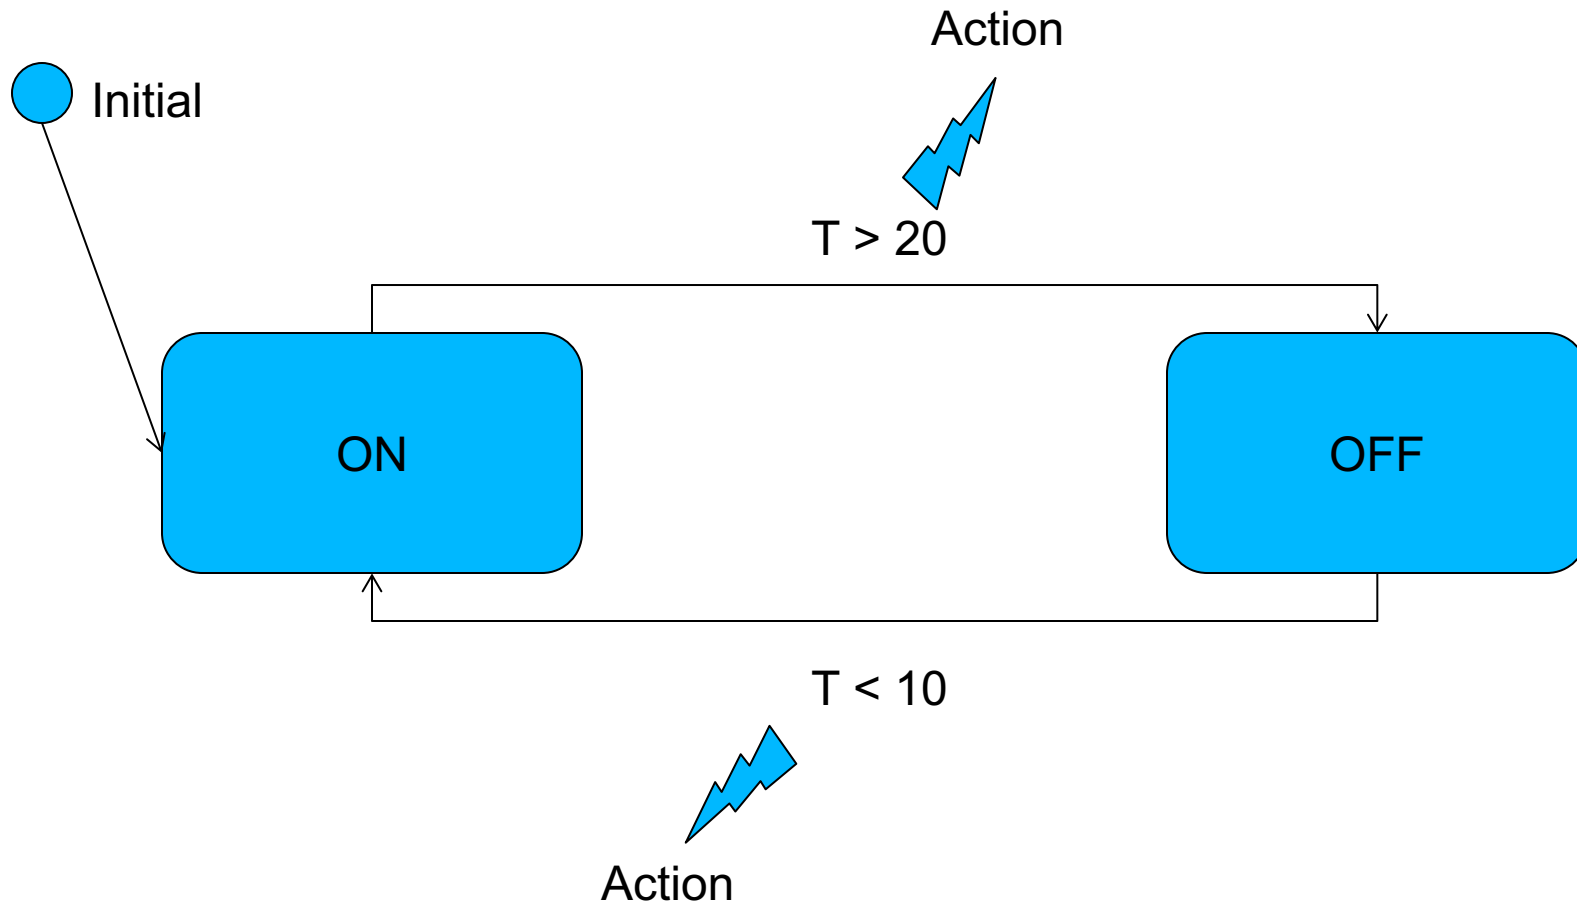 Action
Initial
T > 20
ON
OFF
T < 10
Action